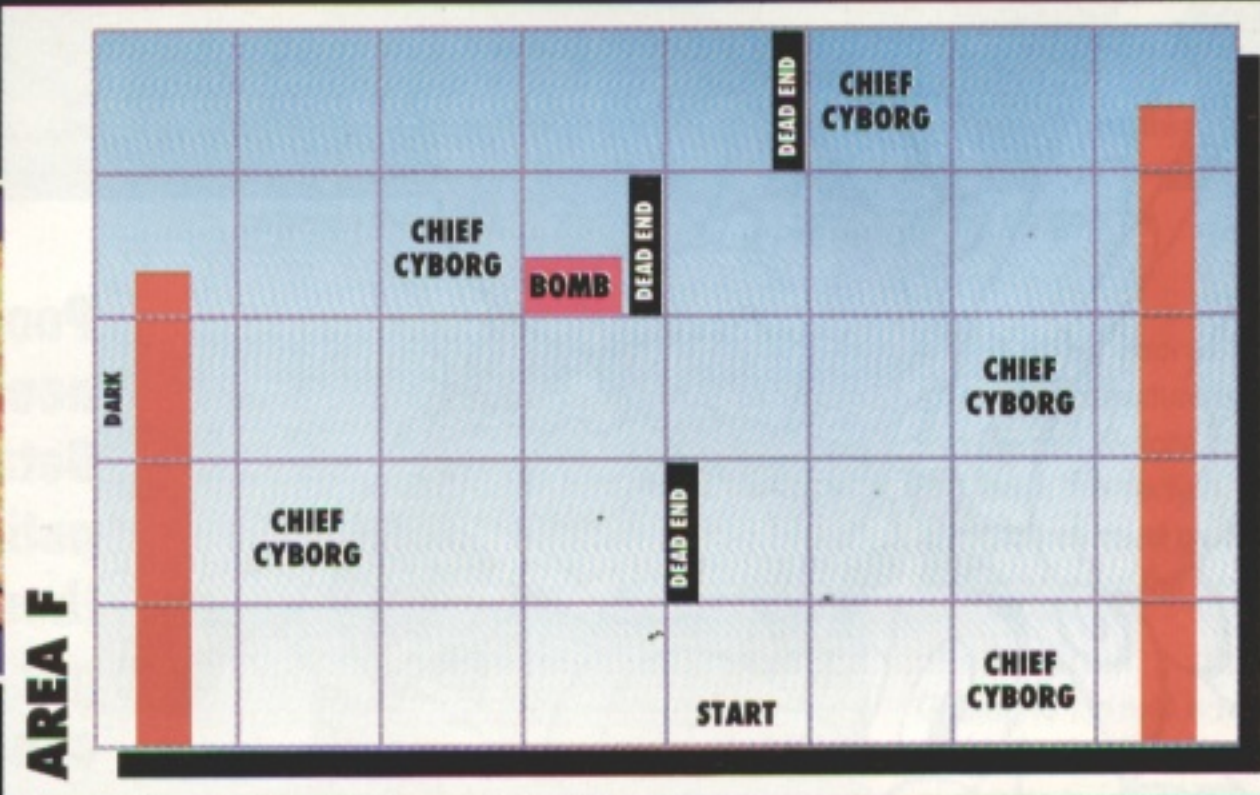 DEAD END
CHIEF
CYBORG
CHIEF
CYBORG
BOMB
DEAD END
DARK
CHIEF
CYBORG
CHIEF
CYBORG
DEAD END
AREA F
START
CHIEF
CYBORG